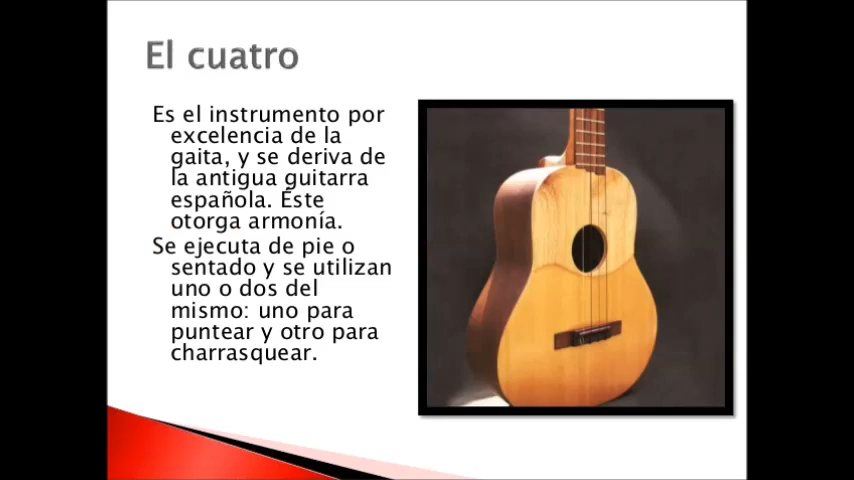 El cuatro
Es el instrumento por
excelencia de la
gaita, y se deriva de
la antigua guitarra
española. Éste
otorga armonía.
Se ejecuta de pie o
sentado y se utilizan
uno o dos del
mismo: uno para
puntear y otro para
charrasquear.